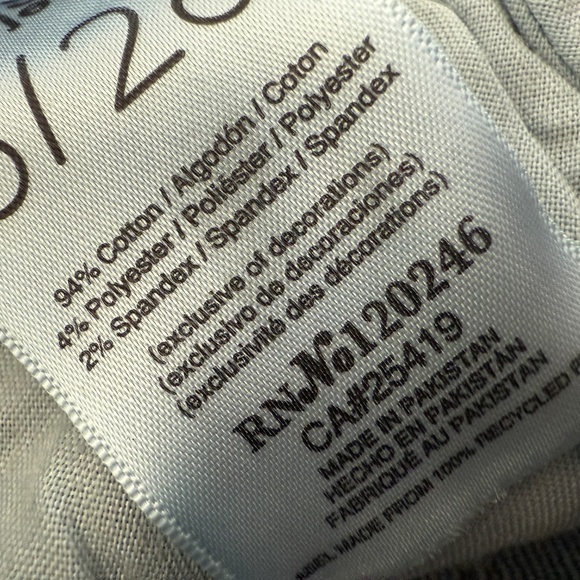 94% Cotton / Algodón / Coton
4% Polyester / Poliéster / Polyester
2% Spandex / Spandex / Spandex
(exclusive of decorations)
(exclusivo de decoraciones)
(exclusivité des décorations)
RN№120246
CA#25419
MADE IN PAKISTAN
HECHO EN PAKISTÁN
FABRIQUÉ AU PAKISTAN
MADE FROM 100% RECYCLED